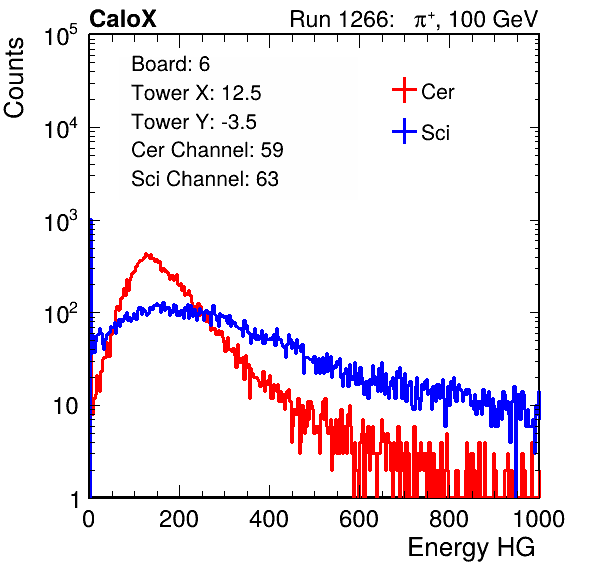 CaloX Run 1266: π⁺, 100 GeV
Counts
10⁵
10⁴
10³
10²
10
1
Board: 6
Tower X: 12.5
Tower Y: -3.5
Cer Channel: 59
Sci Channel: 63
Cer
Sci
0 200 400 600 800 1000
Energy HG